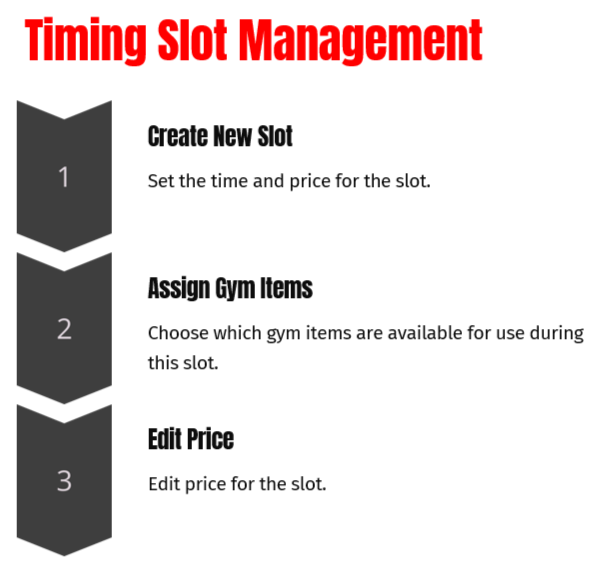 Timing Slot Management
1
Create New Slot
Set the time and price for the slot.
2
Assign Gym Items
Choose which gym items are available for use during
this slot.
3
Edit Price
Edit price for the slot.